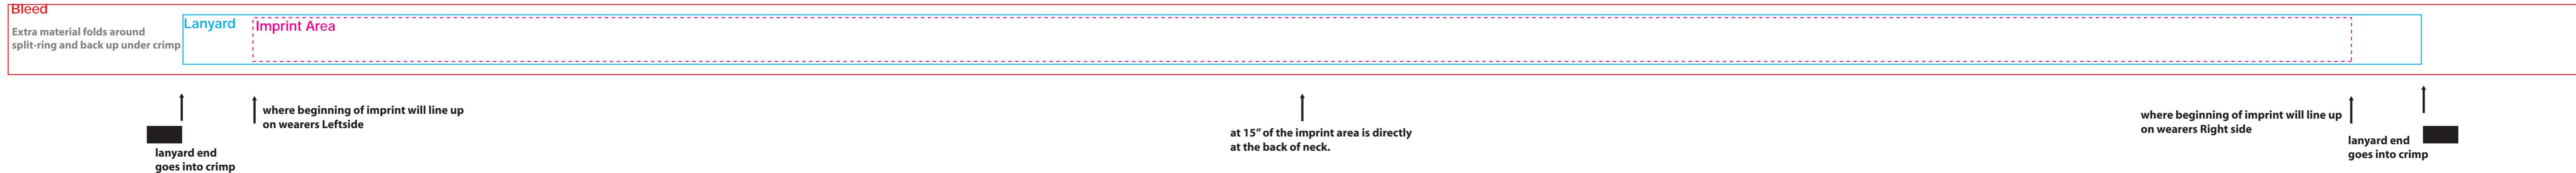 Bleed
Lanyard
Imprint Area
Extra material folds around
split-ring and back up under crimp
where beginning of imprint will line up
on wearers Leftside
lanyard end
goes into crimp
at 15” of the imprint area is directly
at the back of neck.
where beginning of imprint will line up
on wearers Right side
lanyard end
goes into crimp